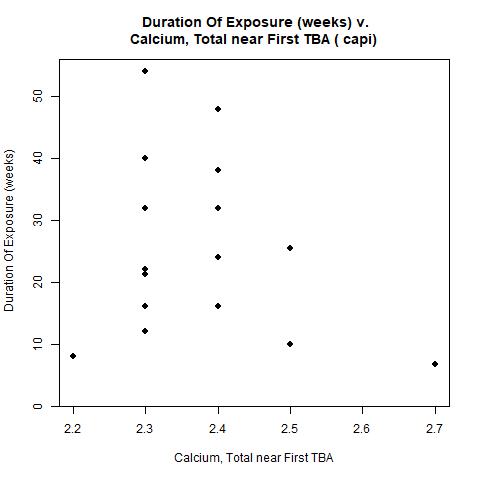 Duration Of Exposure (weeks) v.
Calcium, Total near First TBA ( capi)
Duration Of Exposure (weeks)
50
40
30
20
10
0
2.2 2.3 2.4 2.5 2.6 2.7
Calcium, Total near First TBA